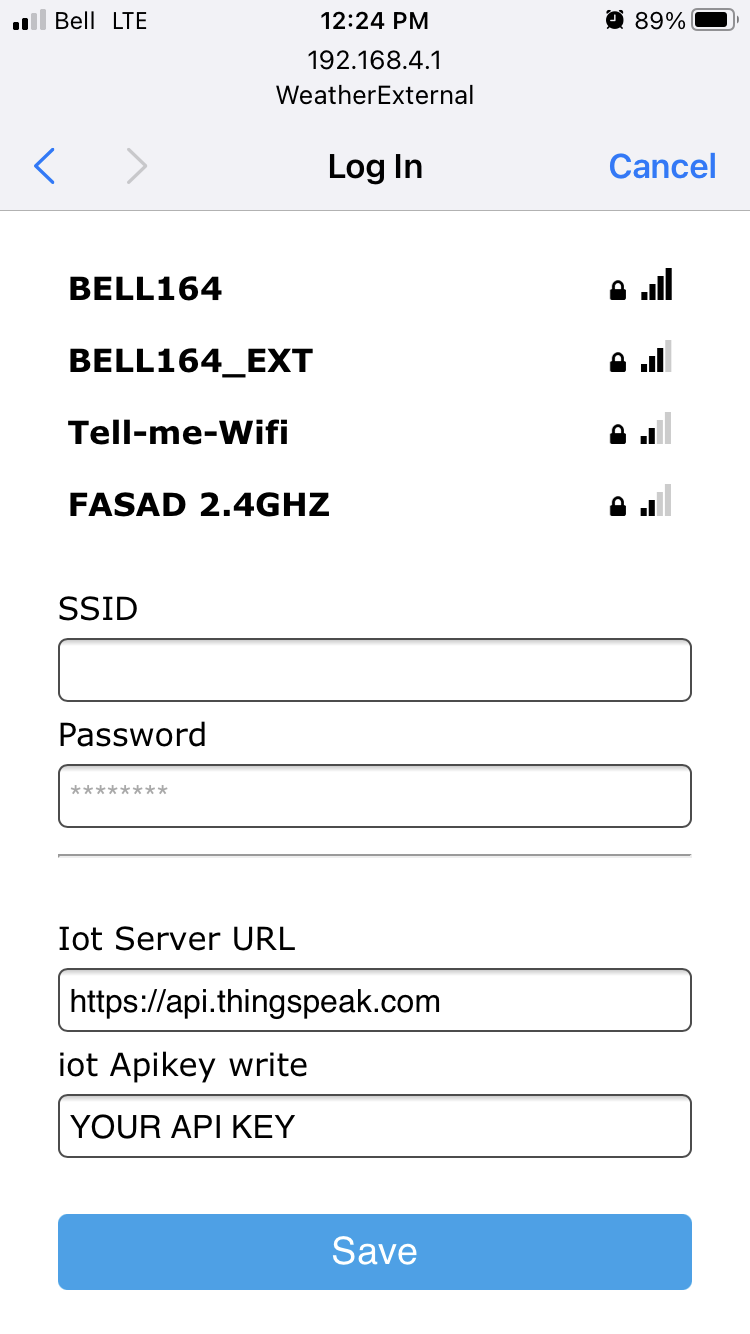 Bell LTE 12:24 PM 89%
192.168.4.1
WeatherExternal
Log In Cancel
BELL164
BELL164_EXT
Tell-me-Wifi
FASAD 2.4GHZ
SSID
Password
********
Iot Server URL
https://api.thingspeak.com
iot Apikey write
YOUR API KEY
Save